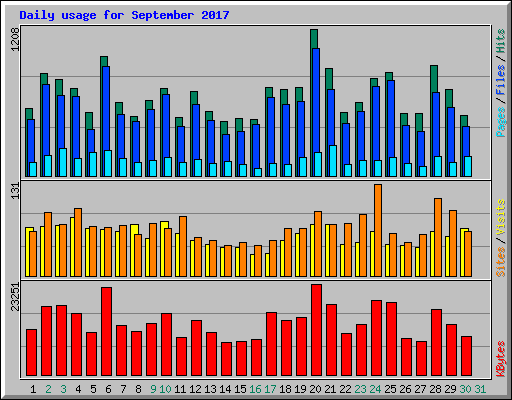 Daily usage for September 2017
1208
Pages / Files / Hits
131
Sites / Visits
23251
KBytes
1 2 3 4 5 6 7 8 9 10 11 12 13 14 15 16 17 18 19 20 21 22 23 24 25 26 27 28 29 30 31